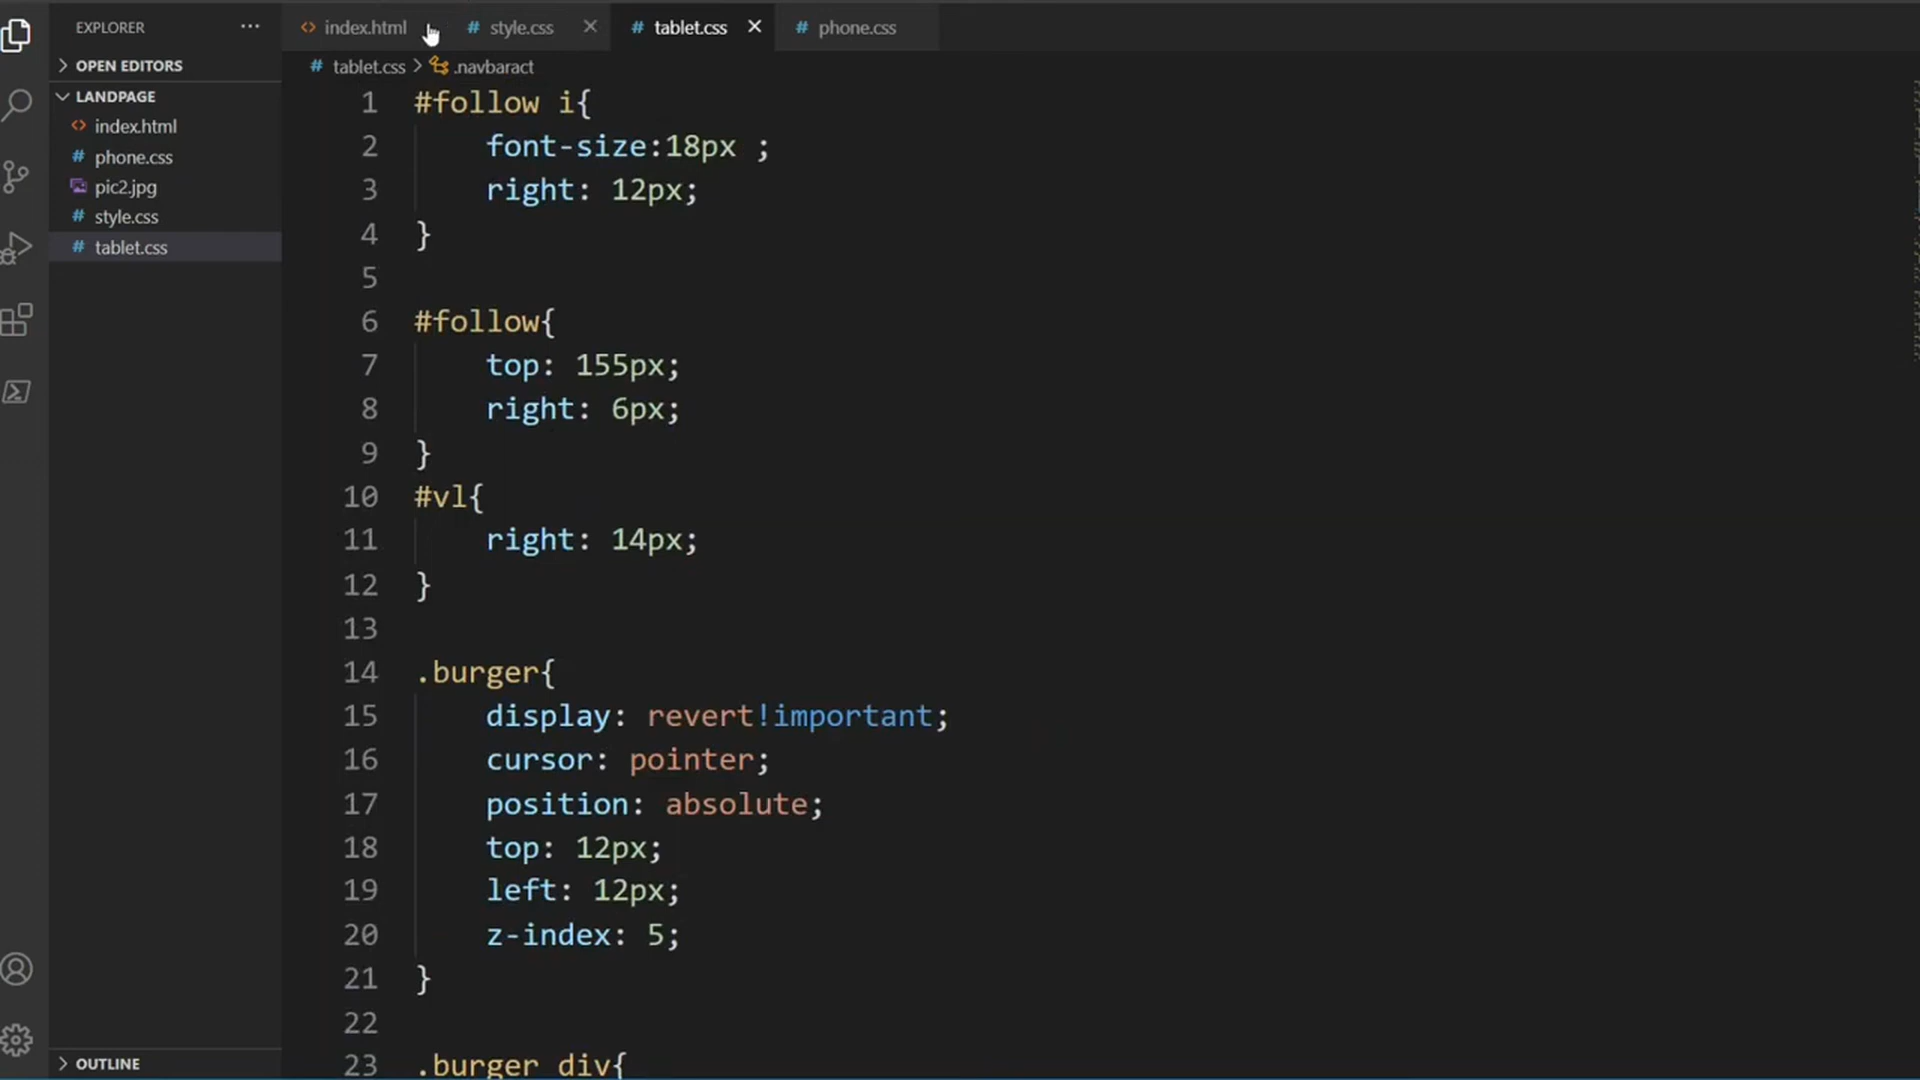 EXPLORER ···
OPEN EDITORS
LANDPAGE
index.html
phone.css
pic2.jpg
style.css
tablet.css
OUTLINE
index.html style.css tablet.css phone.css
tablet.css > .navbaract
1 #follow i{
2 font-size:18px ;
3 right: 12px;
4 }
5
6 #follow{
7 top: 155px;
8 right: 6px;
9 }
10 #vl{
11 right: 14px;
12 }
13
14 .burger{
15 display: revert!important;
16 cursor: pointer;
17 position: absolute;
18 top: 12px;
19 left: 12px;
20 z-index: 5;
21 }
22
23 .burger div{